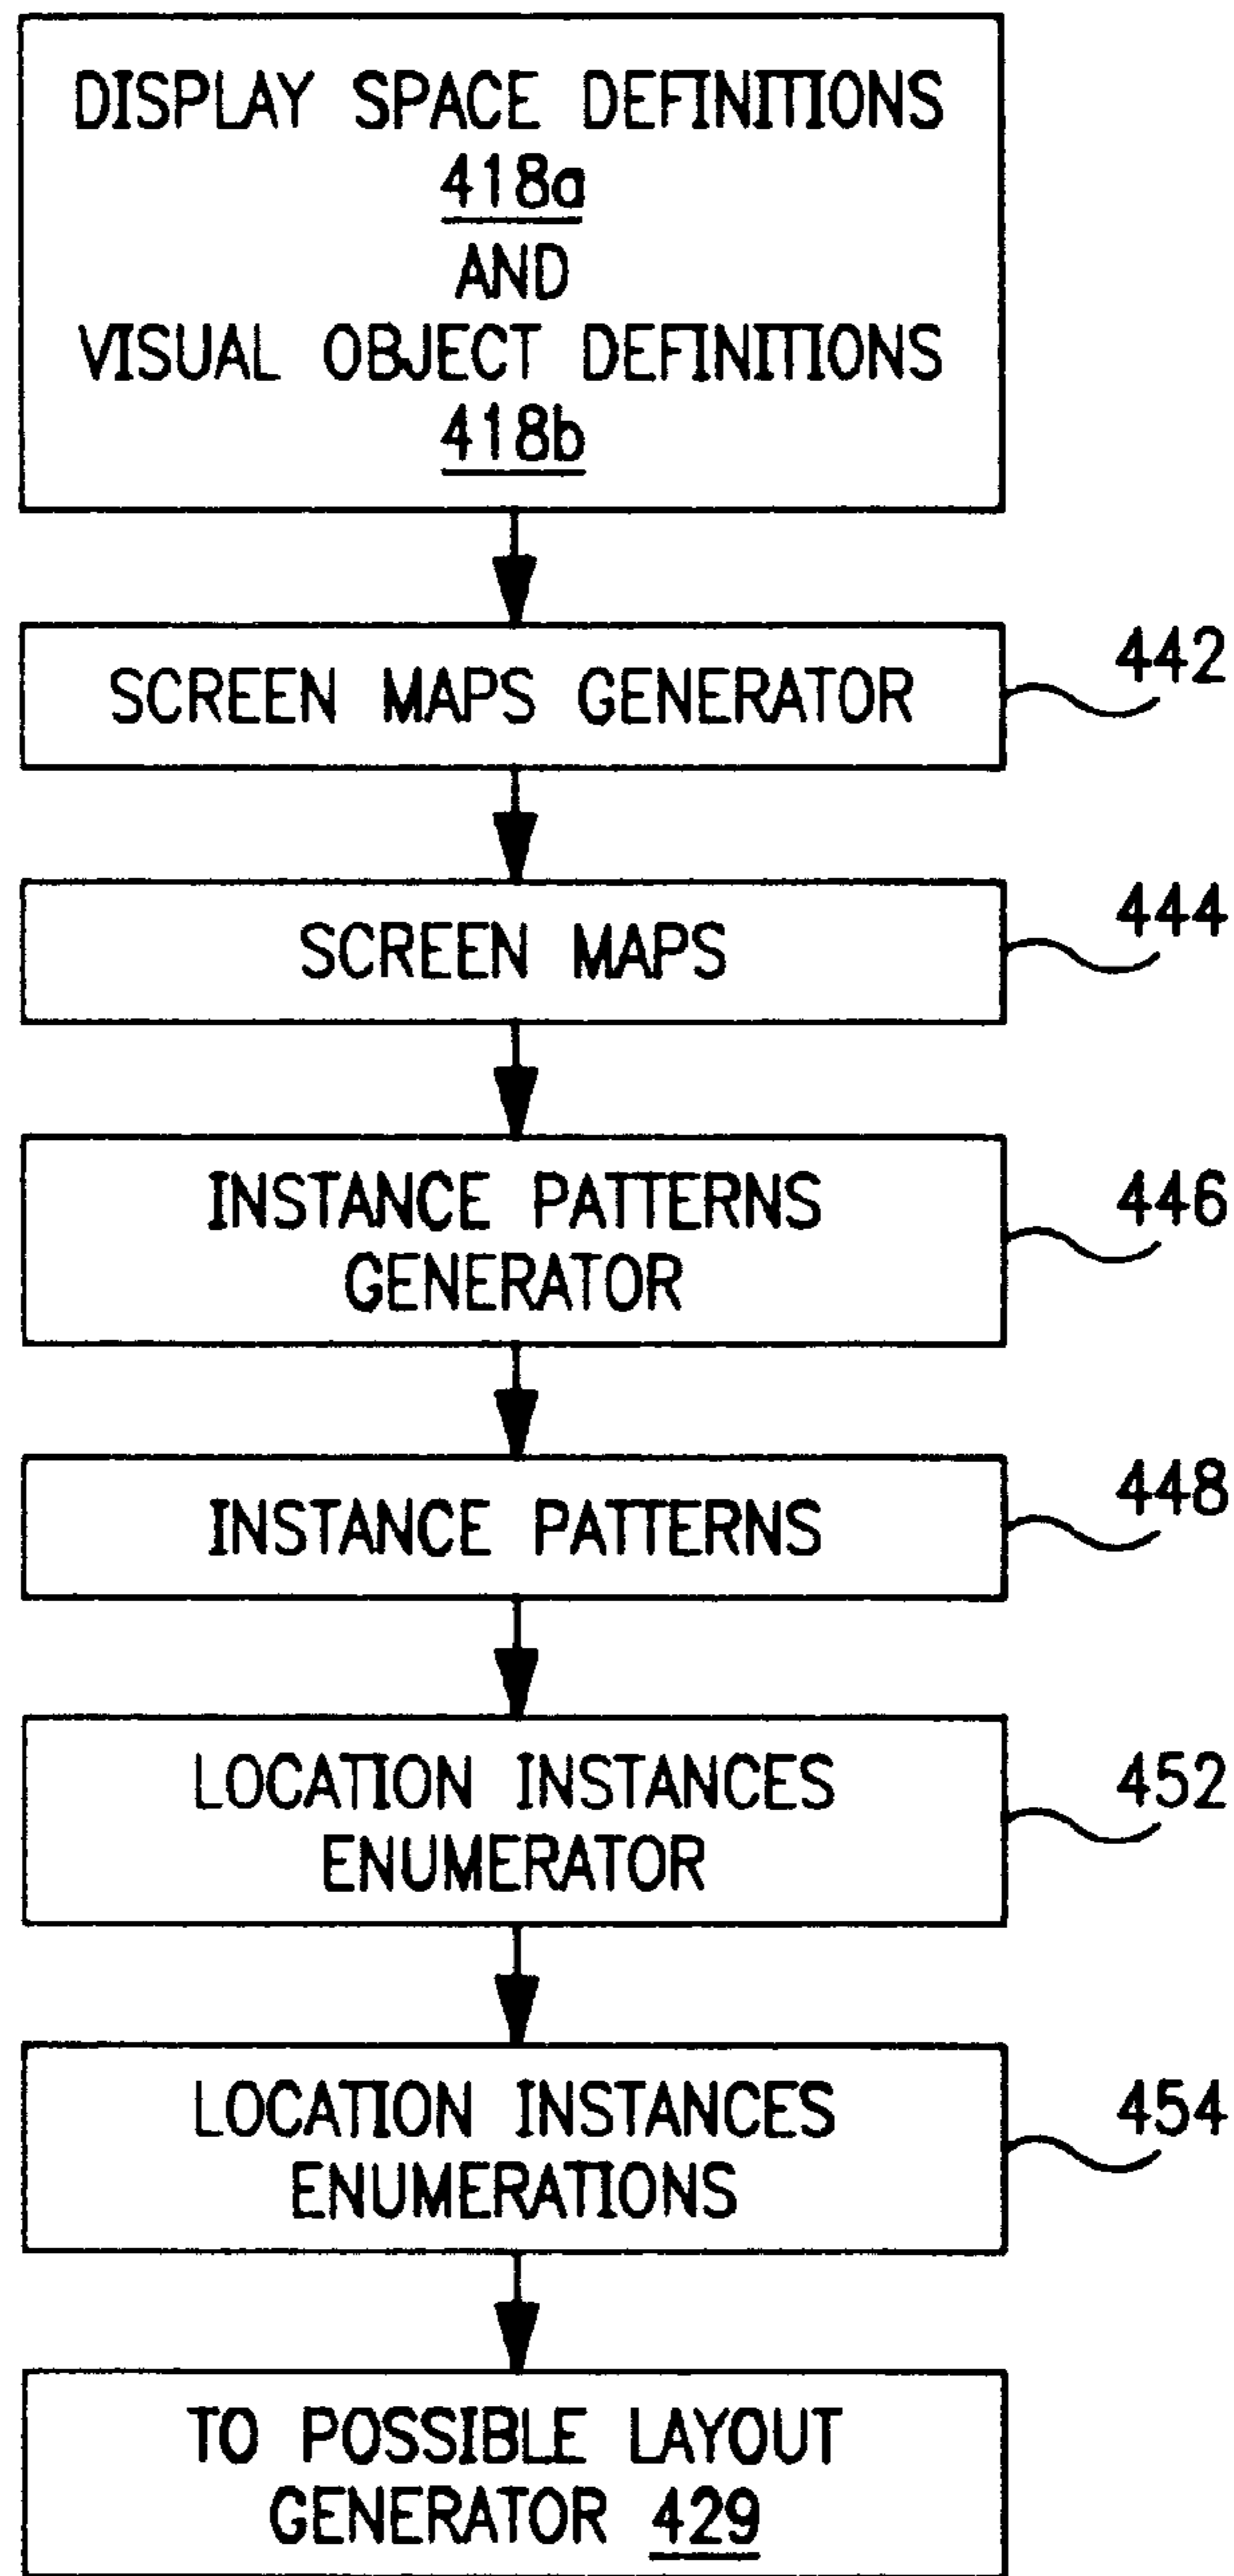 DISPLAY SPACE DEFINITIONS
418a
AND
VISUAL OBJECT DEFINITIONS
418b
SCREEN MAPS GENERATOR
442
SCREEN MAPS
444
INSTANCE PATTERNS
GENERATOR
446
INSTANCE PATTERNS
448
LOCATION INSTANCES
ENUMERATOR
452
LOCATION INSTANCES
ENUMERATIONS
454
TO POSSIBLE LAYOUT
GENERATOR 429